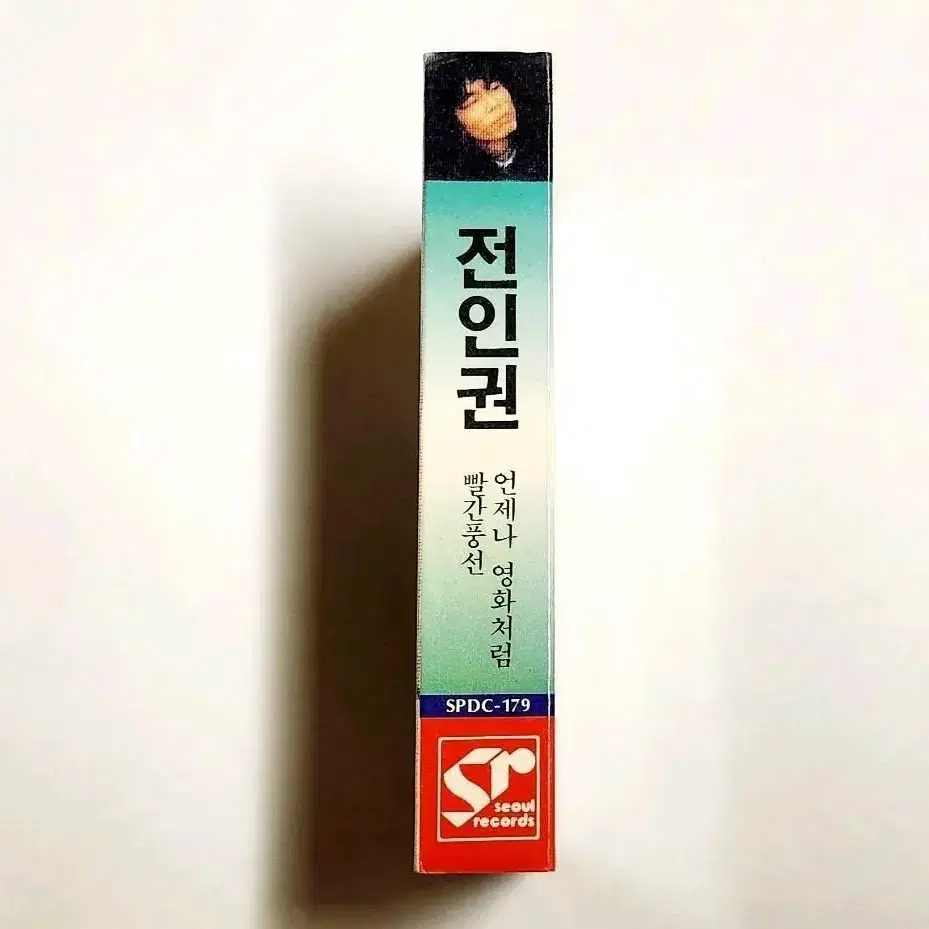 전인권
언제나 영화처럼
빨간풍선
SPDC-179
sr
seoul
records